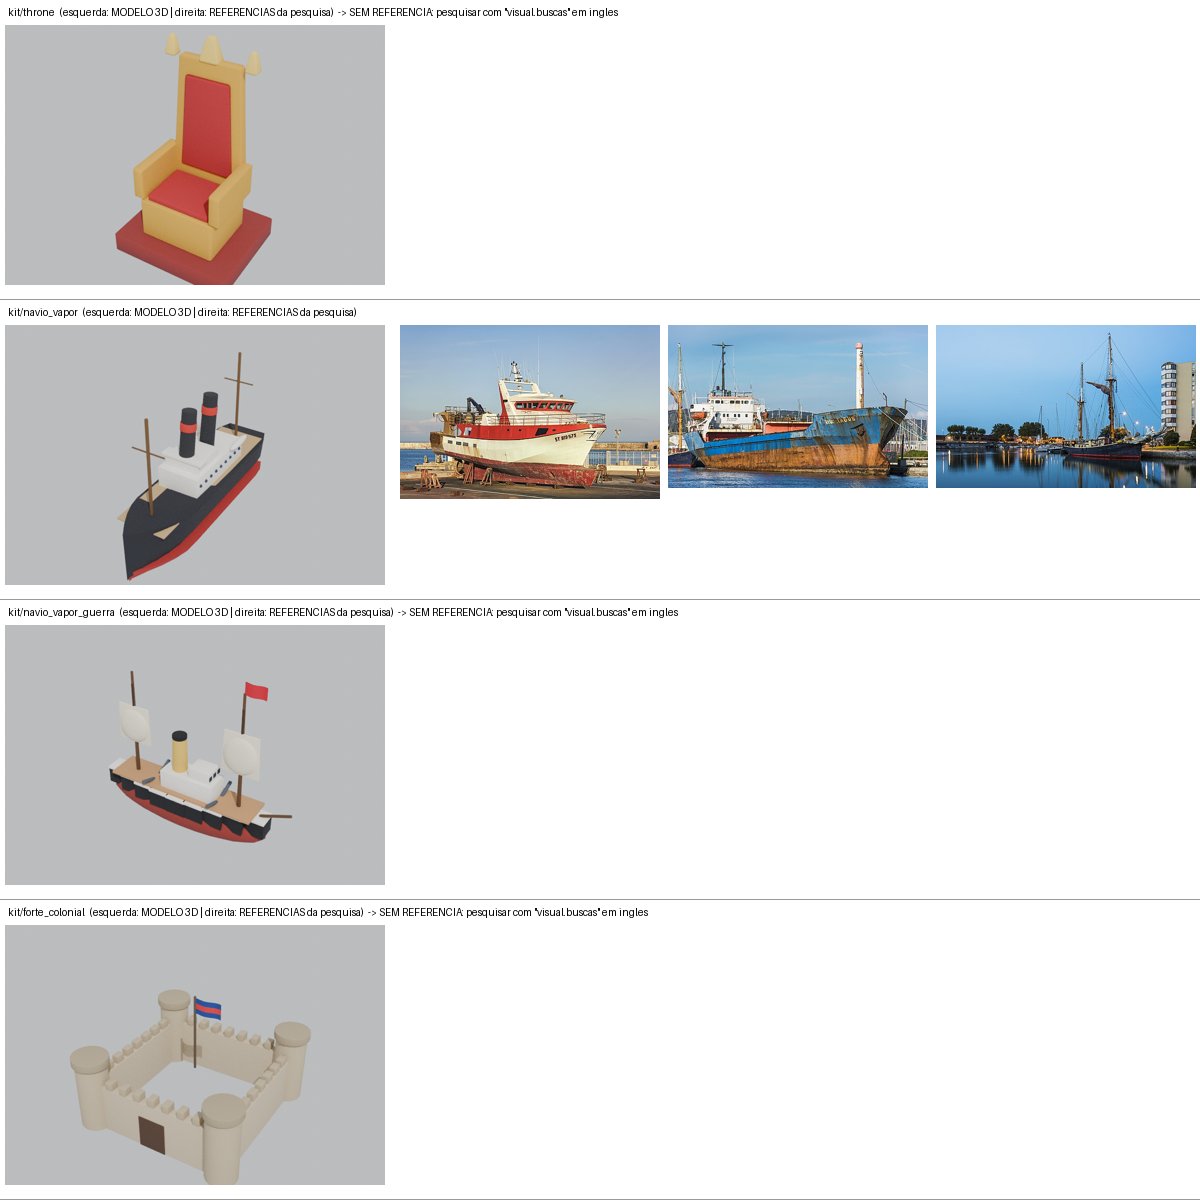 kit/throne (esquerda: MODELO 3D | direita: REFERENCIAS da pesquisa) -> SEM REFERENCIA: pesquisar com "visual.buscas" em ingles
kit/navio_vapor (esquerda: MODELO 3D | direita: REFERENCIAS da pesquisa)
kit/navio_vapor_guerra (esquerda: MODELO 3D | direita: REFERENCIAS da pesquisa) -> SEM REFERENCIA: pesquisar com "visual.buscas" em ingles
kit/forte_colonial (esquerda: MODELO 3D | direita: REFERENCIAS da pesquisa) -> SEM REFERENCIA: pesquisar com "visual.buscas" em ingles